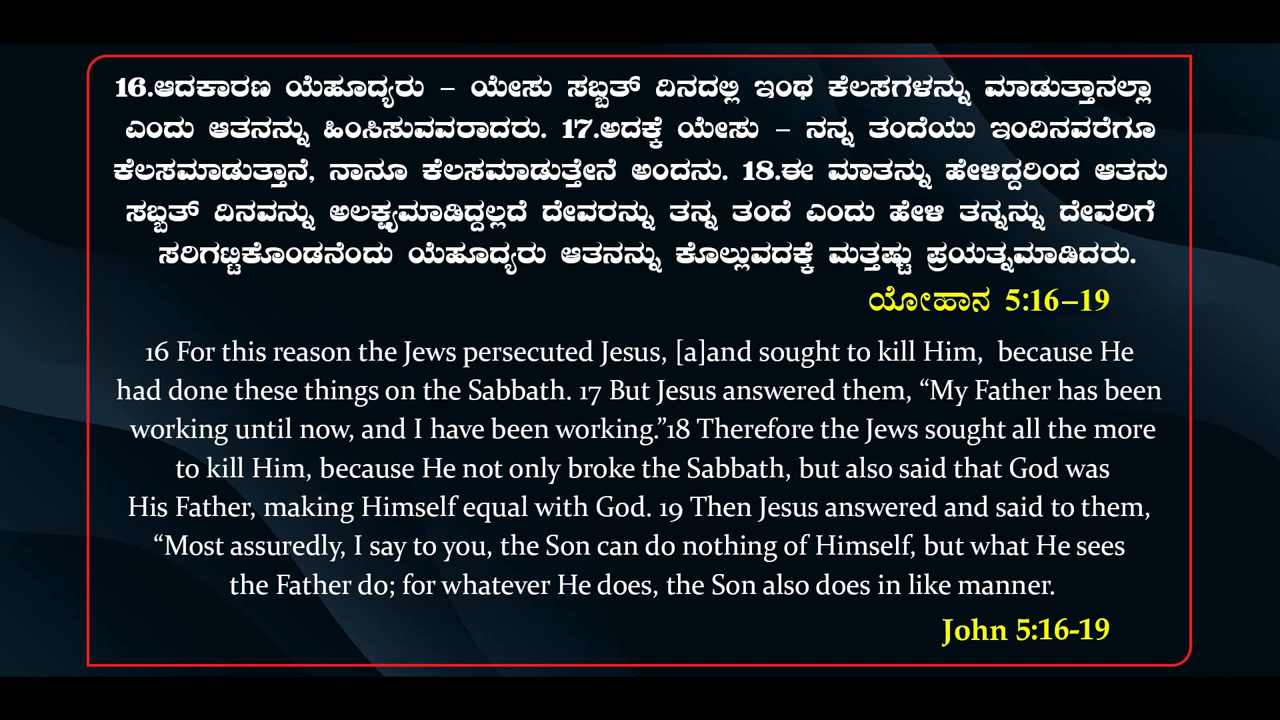 16.ಆದಕಾರಣ ಯೆಹೂದ್ಯರು – ಯೇಸು ಸಬ್ಬತ್ ದಿನದಲ್ಲಿ ಇಂಥ ಕೆಲಸಗಳನ್ನು ಮಾಡುತ್ತಾನಲ್ಲಾ
ಎಂದು ಆತನನ್ನು ಹಿಂಸಿಸುವವರಾದರು. 17.ಅದಕ್ಕೆ ಯೇಸು – ನನ್ನ ತಂದೆಯು ಇಂದಿನವರೆಗೂ
ಕೆಲಸಮಾಡುತ್ತಾನೆ, ನಾನೂ ಕೆಲಸಮಾಡುತ್ತೇನೆ ಅಂದನು. 18.ಈ ಮಾತನ್ನು ಹೇಳಿದ್ದರಿಂದ ಆತನು
ಸಬ್ಬತ್ ದಿನವನ್ನು ಅಲಕ್ಷ್ಯಮಾಡಿದ್ದಲ್ಲದೆ ದೇವರನ್ನು ತನ್ನ ತಂದೆ ಎಂದು ಹೇಳಿ ತನ್ನನ್ನು ದೇವರಿಗೆ
ಸರಿಗಟ್ಟಿಕೊಂಡನೆಂದು ಯೆಹೂದ್ಯರು ಆತನನ್ನು ಕೊಲ್ಲುವದಕ್ಕೆ ಮತ್ತಷ್ಟು ಪ್ರಯತ್ನಮಾಡಿದರು.
ಯೋಹಾನ 5:16–19
16 For this reason the Jews persecuted Jesus, [a]and sought to kill Him, because He
had done these things on the Sabbath. 17 But Jesus answered them, “My Father has been
working until now, and I have been working.”18 Therefore the Jews sought all the more
to kill Him, because He not only broke the Sabbath, but also said that God was
His Father, making Himself equal with God. 19 Then Jesus answered and said to them,
“Most assuredly, I say to you, the Son can do nothing of Himself, but what He sees
the Father do; for whatever He does, the Son also does in like manner.
John 5:16-19